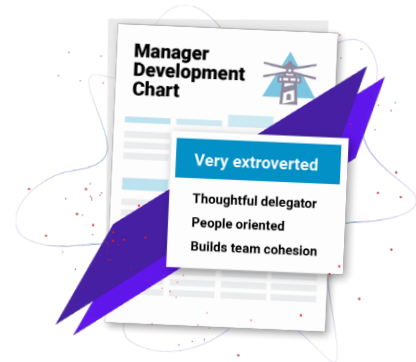 Manager
Development
Chart
Very extroverted
Thoughtful delegator
People oriented
Builds team cohesion